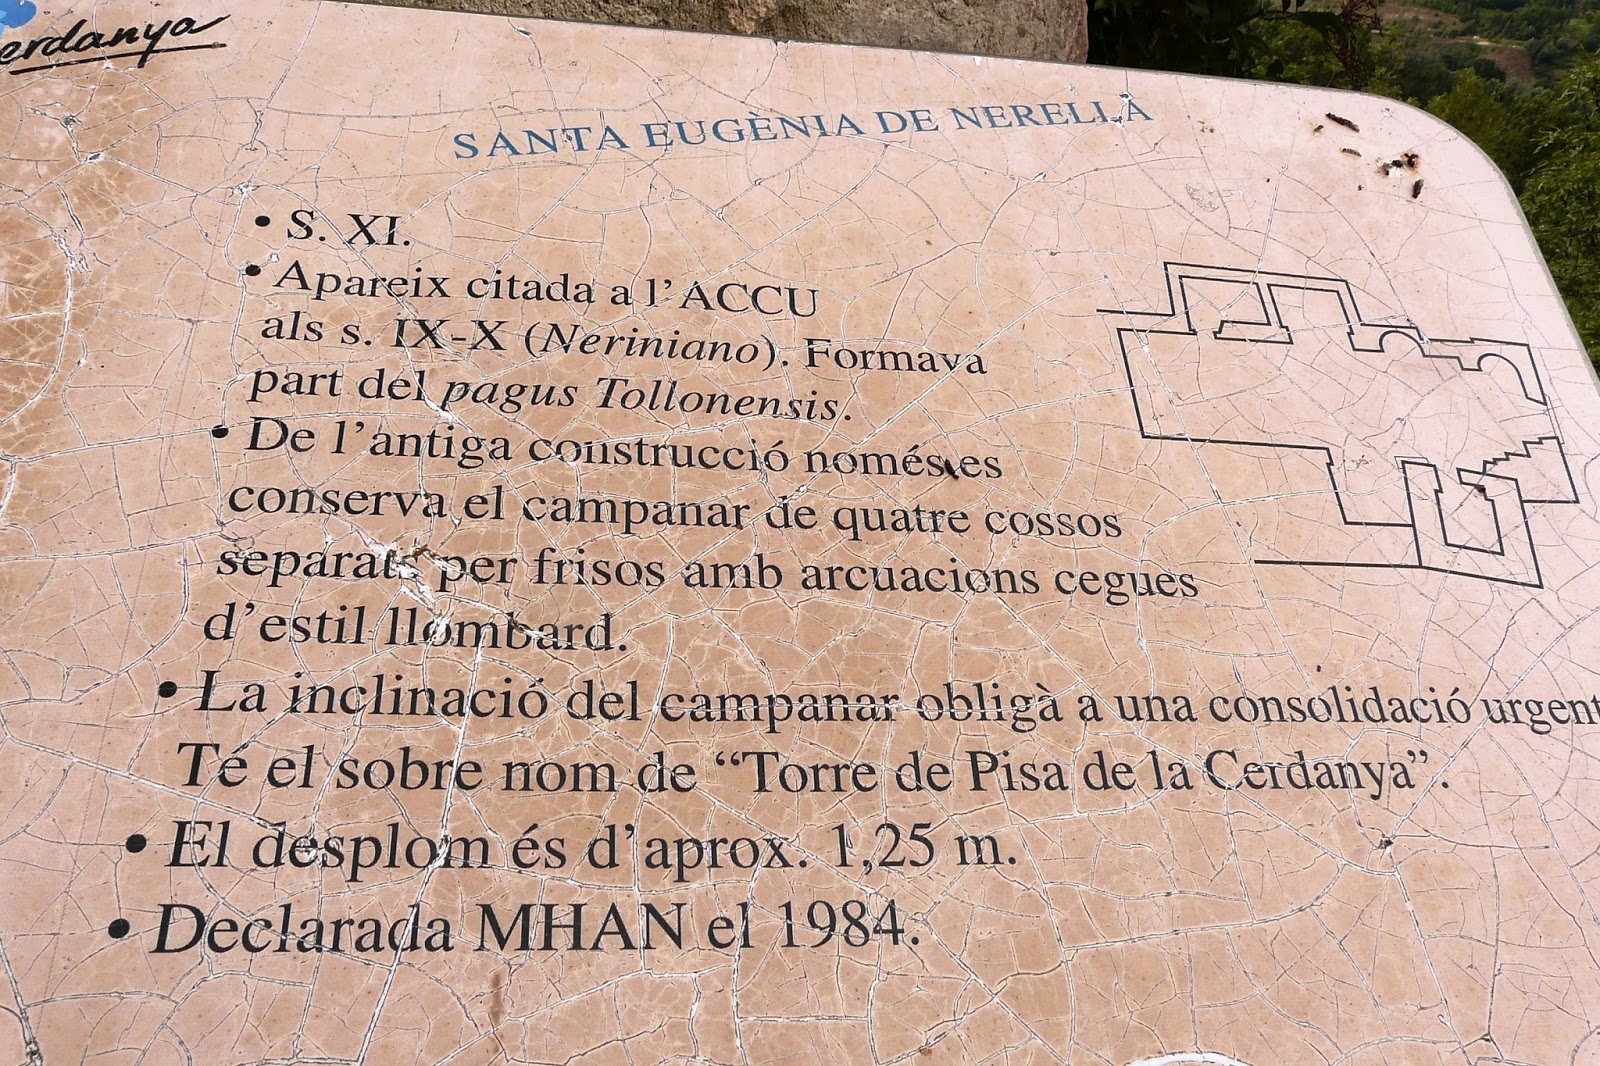 erdanya
SANTA EUGÈNIA DE NERELLÀ
• S. XI.
• Apareix citada a l’ACCU
als s. IX-X (Neriniano). Formava
part del pagus Tollonensis.
• De l’antiga construcció només es
conserva el campanar de quatre cossos
separats per frisos amb arcuacions cegues
d’estil llombard.
• La inclinació del campanar obligà a una consolidació urgent
Té el sobre nom de “Torre de Pisa de la Cerdanya”.
• El desplom és d’aprox. 1,25 m.
• Declarada MHAN el 1984.